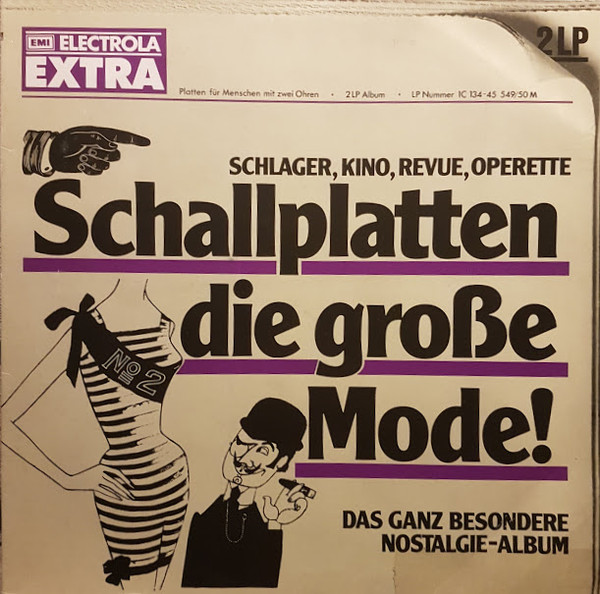 EMI ELECTROLA
EXTRA
2 LP
Platten für Menschen mit zwei Ohren · 2 LP Album · LP Nummer 1C 134-45 549/50 M
SCHLAGER, KINO, REVUE, OPERETTE
Schallplatten
die große
No 2
Mode!
DAS GANZ BESONDERE
NOSTALGIE-ALBUM